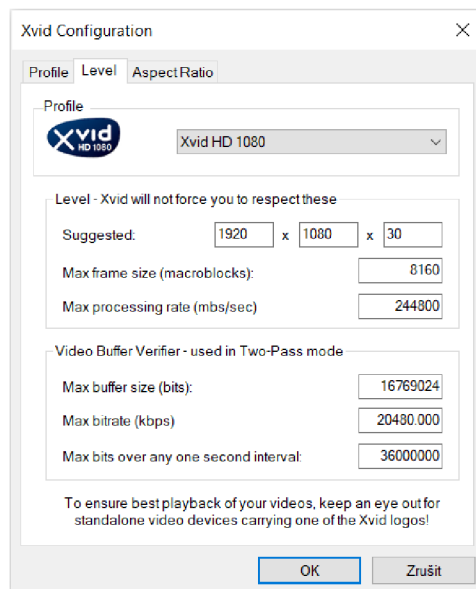 Xvid Configuration
Profile Level Aspect Ratio
Profile
Xvid HD 1080
Xvid HD 1080
Level - Xvid will not force you to respect these
Suggested: 1920 x 1080 x 30
Max frame size (macroblocks): 8160
Max processing rate (mbs/sec) 244800
Video Buffer Verifier - used in Two-Pass mode
Max buffer size (bits): 16769024
Max bitrate (kbps) 20480.000
Max bits over any one second interval: 36000000
To ensure best playback of your videos, keep an eye out for
standalone video devices carrying one of the Xvid logos!
OK Zrušit